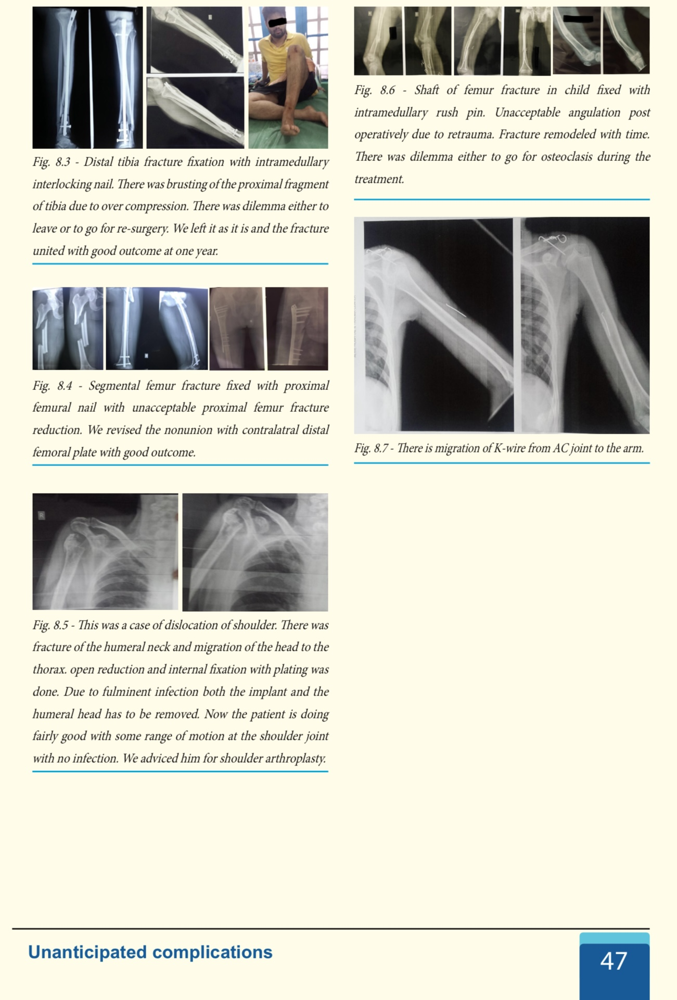 Fig. 8.3 - Distal tibia fracture fixation with intramedullary
interlocking nail. There was brusting of the proximal fragment
of tibia due to over compression. There was dilemma either to
leave or to go for re-surgery. We left it as it is and the fracture
united with good outcome at one year.
Fig. 8.4 - Segmental femur fracture fixed with proximal
femural nail with unacceptable proximal femur fracture
reduction. We revised the nonunion with contralatral distal
femoral plate with good outcome.
R
Fig. 8.5 - This was a case of dislocation of shoulder. There was
fracture of the humeral neck and migration of the head to the
thorax. open reduction and internal fixation with plating was
done. Due to fulminent infection both the implant and the
humeral head has to be removed. Now the patient is doing
fairly good with some range of motion at the shoulder joint
with no infection. We adviced him for shoulder arthroplasty.
Fig. 8.6 - Shaft of femur fracture in child fixed with
intramedullary rush pin. Unacceptable angulation post
operatively due to retrauma. Fracture remodeled with time.
There was dilemma either to go for osteoclasis during the
treatment.
Fig. 8.7 - There is migration of K-wire from AC joint to the arm.
Unanticipated complications
47